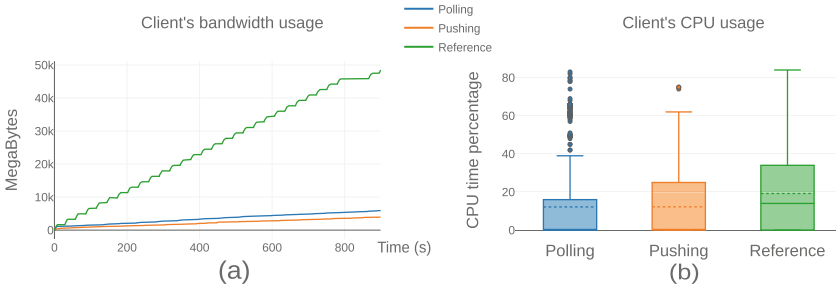 Client's bandwidth usage
Polling
Pushing
Reference
Client's CPU usage
MegaBytes
50k
40k
30k
20k
10k
0
0
200
400
600
800
Time (s)
(a)
CPU time percentage
80
60
40
20
0
Polling
Pushing
Reference
(b)